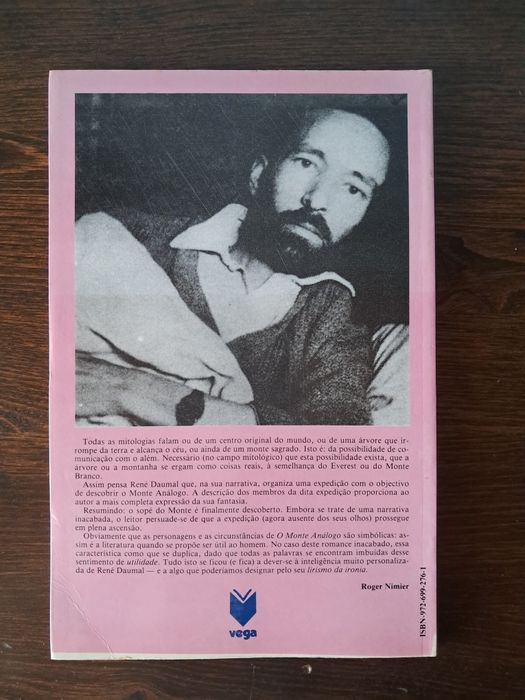 Todas as mitologias falam ou de um centro original do mundo, ou de uma árvore que ir-
rompe da terra e alcança o céu, ou ainda de um monte sagrado. Isto é: da possibilidade de co-
municação com o além. Necessário (no campo mitológico) que esta possibilidade exista, que a
árvore ou a montanha se ergam como coisas reais, à semelhança do Everest ou do Monte
Branco.
Assim pensa René Daumal que, na sua narrativa, organiza uma expedição com o objectivo
de descobrir o Monte Análogo. A descrição dos membros da dita expedição proporciona ao
autor a mais completa expressão da sua fantasia.
Resumindo: o sopé do Monte é finalmente descoberto. Embora se trate de uma narrativa
inacabada, o leitor persuade-se de que a expedição (agora ausente dos seus olhos) prossegue
em plena ascensão.
Obviamente que as personagens e as circunstâncias de O Monte Análogo são simbólicas: as-
sim é a literatura quando se propõe ser útil ao homem. No caso deste romance inacabado, essa
característica como que se duplica, dado que todas as palavras se encontram imbuidas desse
sentimento de utilidade. Tudo isto se ficou (e fica) a dever-se à inteligência muito personaliza-
da de René Daumal — e a algo que poderíamos designar pelo seu lirismo da ironia.
Roger Nimier
vega
ISBN-972-699-276-1